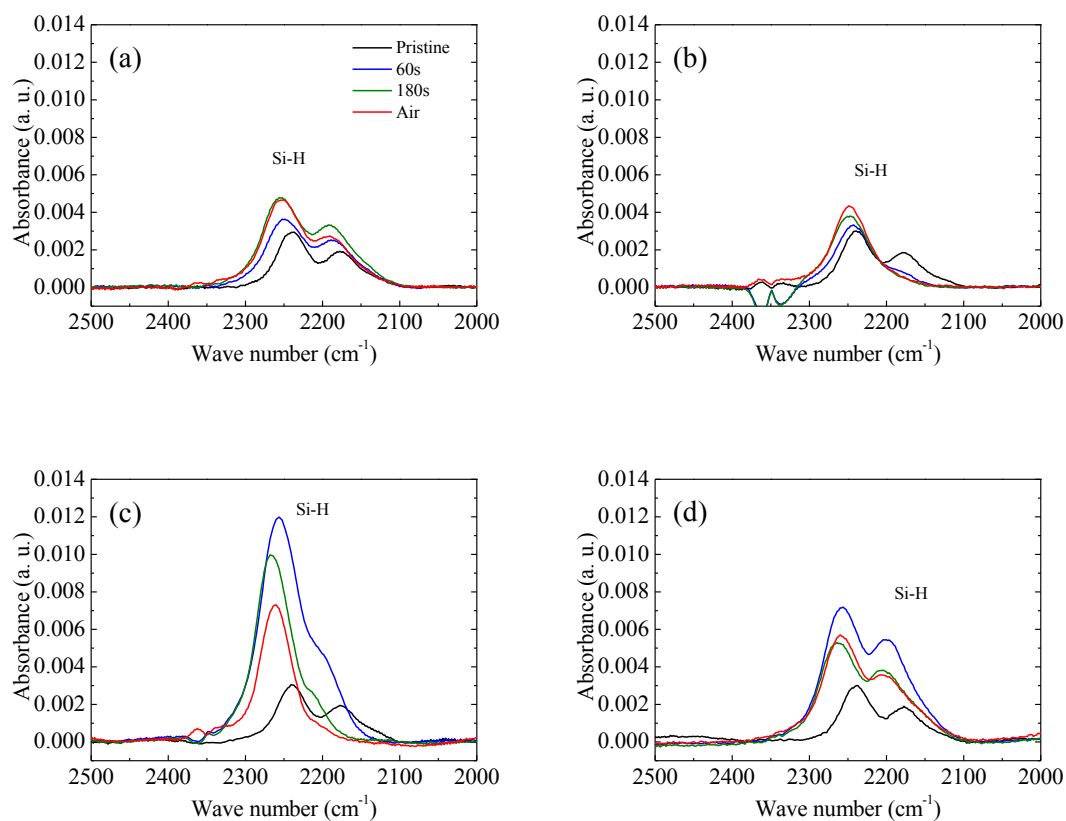 (a)
Pristine
60s
180s
Air
Si-H
0.014
0.012
0.010
0.008
0.006
0.004
0.002
0.000
Absorbance (a. u.)
2500 2400 2300 2200 2100 2000
Wave number (cm⁻¹)
(b)
Si-H
0.014
0.012
0.010
0.008
0.006
0.004
0.002
0.000
Absorbance (a. u.)
2500 2400 2300 2200 2100 2000
Wave number (cm⁻¹)
(c)
Si-H
0.014
0.012
0.010
0.008
0.006
0.004
0.002
0.000
Absorbance (a. u.)
2500 2400 2300 2200 2100 2000
Wave number (cm⁻¹)
(d)
Si-H
0.014
0.012
0.010
0.008
0.006
0.004
0.002
0.000
Absorbance (a. u.)
2500 2400 2300 2200 2100 2000
Wave number (cm⁻¹)